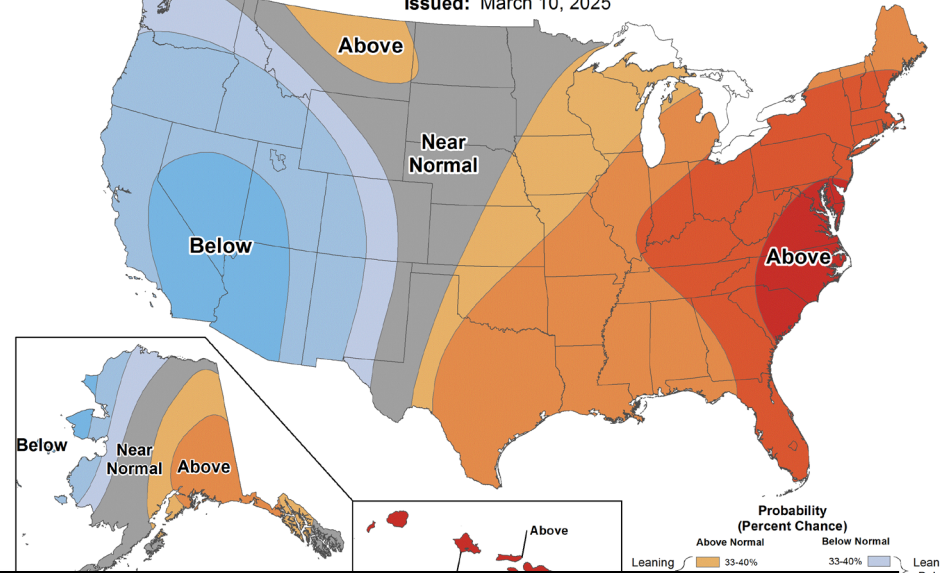 Issued: March 10, 2025
Above
Near
Normal
Below
Above
Below
Near
Normal
Above
Above
Probability
(Percent Chance)
Above Normal
Below Normal
Leaning
33-40%
33-40%